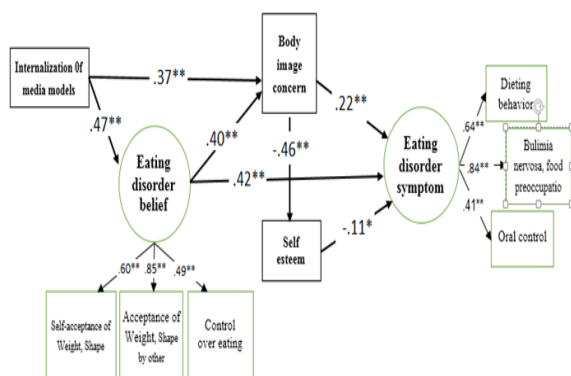 Internalization 0f
media models
.37**
.47**
Body
image
concern
.22**
.40**
-.46**
Eating
disorder
belief
.42**
Eating
disorder
symptom
-.11*
Self
esteem
.60**
.85**
.49**
Self-acceptance of
Weight, Shape
Acceptance of
Weight, Shape
by other
Control
over eating
.64**
.84**
.41**
Dieting
behavior
Bulimia
nervosa, food
preoccupatio
Oral control